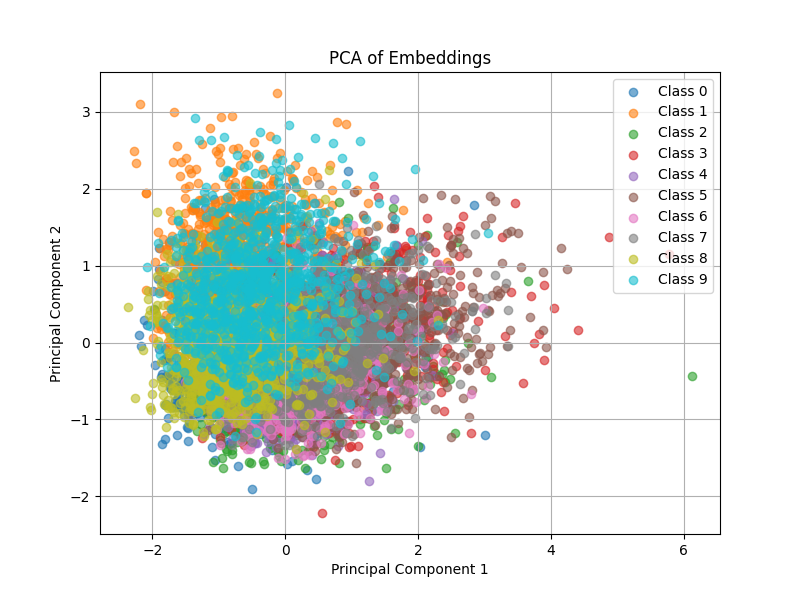 PCA of Embeddings
Class 0
Class 1
Class 2
Class 3
Class 4
Class 5
Class 6
Class 7
Class 8
Class 9
3
2
1
0
−1
−2
Principal Component 2
−2
0
2
4
6
Principal Component 1